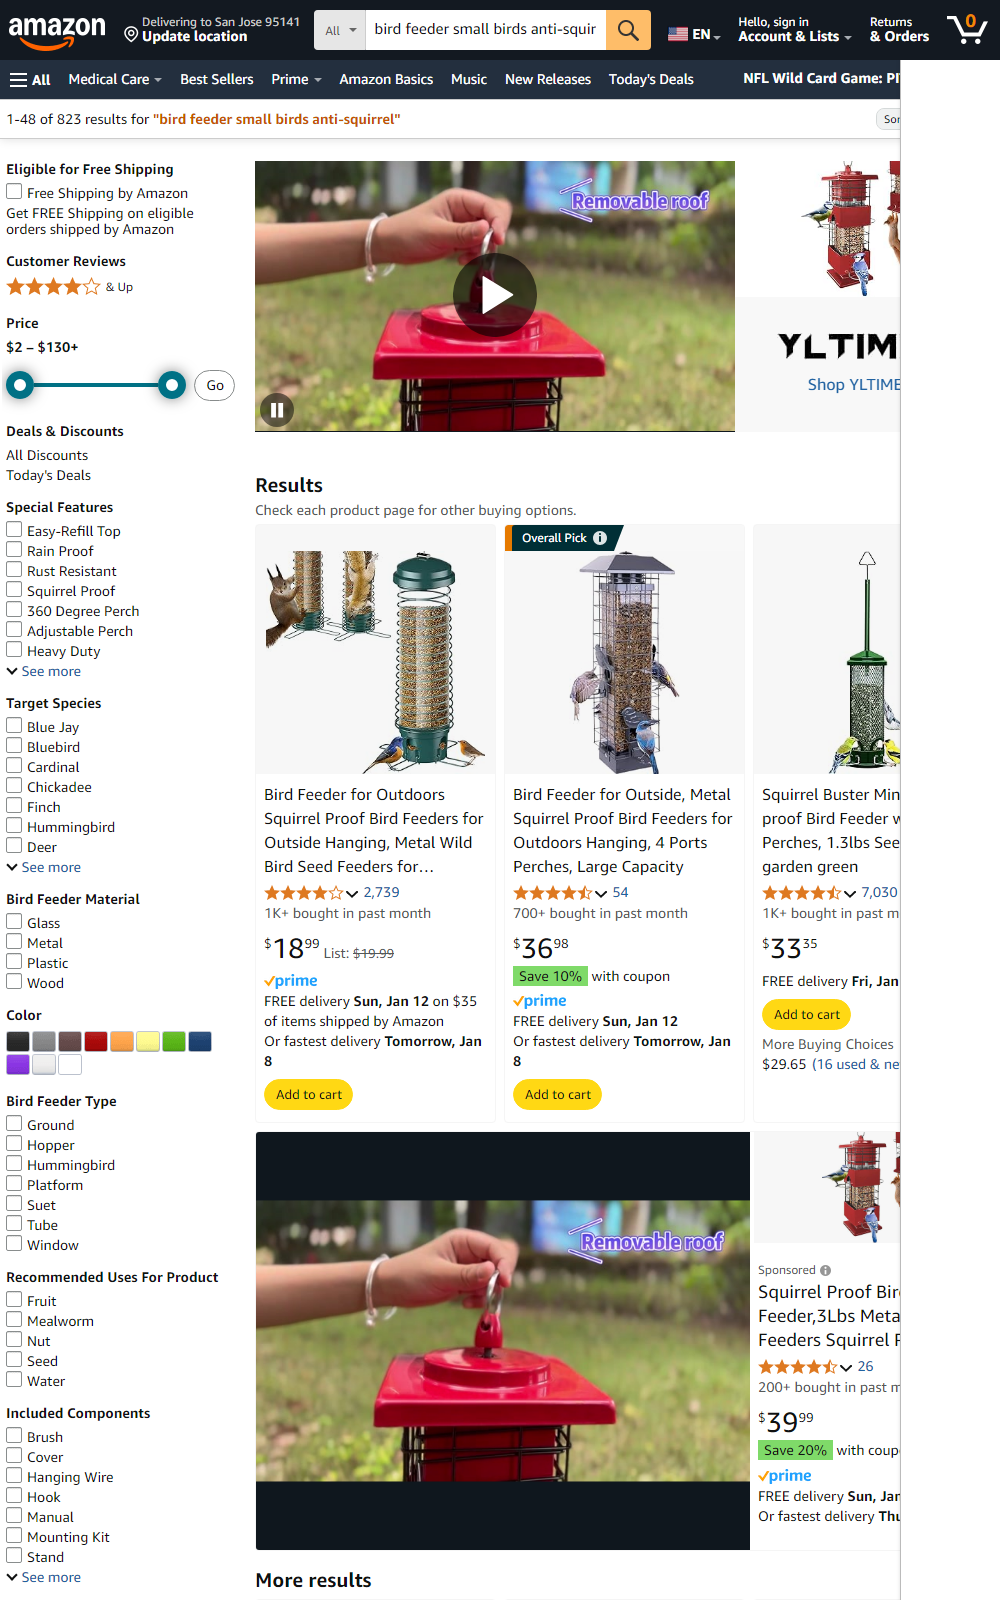 amazon
Delivering to San Jose 95141
Update location
All
bird feeder small birds anti-squir
EN
Hello, sign in
Account & Lists
Returns
& Orders
0
All
Medical Care
Best Sellers
Prime
Amazon Basics
Music
New Releases
Today's Deals
NFL Wild Card Game:
1-48 of 823 results for "bird feeder small birds anti-squirrel"
Eligible for Free Shipping
Free Shipping by Amazon
Get FREE Shipping on eligible
orders shipped by Amazon
Customer Reviews
& Up
Price
$2 – $130+
Go
Deals & Discounts
All Discounts
Today's Deals
Special Features
Easy-Refill Top
Rain Proof
Rust Resistant
Squirrel Proof
360 Degree Perch
Adjustable Perch
Heavy Duty
See more
Target Species
Blue Jay
Bluebird
Cardinal
Chickadee
Finch
Hummingbird
Deer
See more
Bird Feeder Material
Glass
Metal
Plastic
Wood
Color
Bird Feeder Type
Ground
Hopper
Hummingbird
Platform
Suet
Tube
Window
Recommended Uses For Product
Fruit
Mealworm
Nut
Seed
Water
Included Components
Brush
Cover
Hanging Wire
Hook
Manual
Mounting Kit
Stand
See more
Removable roof
YLTIM
Shop YLTIME
Results
Check each product page for other buying options.
Bird Feeder for Outdoors
Squirrel Proof Bird Feeders for
Outside Hanging, Metal Wild
Bird Seed Feeders for…
2,739
1K+ bought in past month
$18.99 List: $19.99
prime
FREE delivery Sun, Jan 12 on $35
of items shipped by Amazon
Or fastest delivery Tomorrow, Jan
8
Add to cart
Overall Pick
Bird Feeder for Outside, Metal
Squirrel Proof Bird Feeders for
Outdoors Hanging, 4 Ports
Perches, Large Capacity
54
700+ bought in past month
$36.98
Save 10% with coupon
prime
FREE delivery Sun, Jan 12
Or fastest delivery Tomorrow, Jan
8
Add to cart
Squirrel Buster Min
proof Bird Feeder w
Perches, 1.3lbs See
garden green
7,030
1K+ bought in past m
$33.35
FREE delivery Fri, Jan
Add to cart
More Buying Choices
$29.65 (16 used & ne
Removable roof
Sponsored
Squirrel Proof Bir
Feeder,3Lbs Meta
Feeders Squirrel
26
200+ bought in past m
$39.99
Save 20% with coup
prime
FREE delivery Sun, Jan
Or fastest delivery Thu
More results